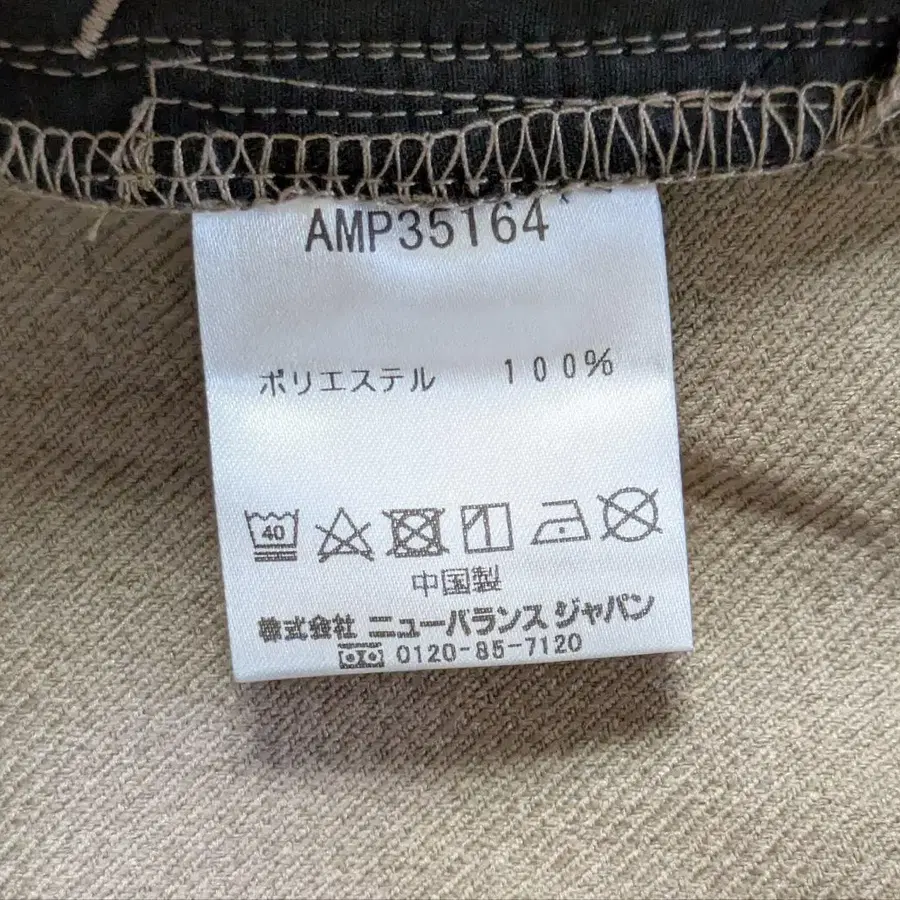 AMP35164
ポリエステル 100%
40
中国製
株式会社 ニューバランス ジャパン
0120-85-7120